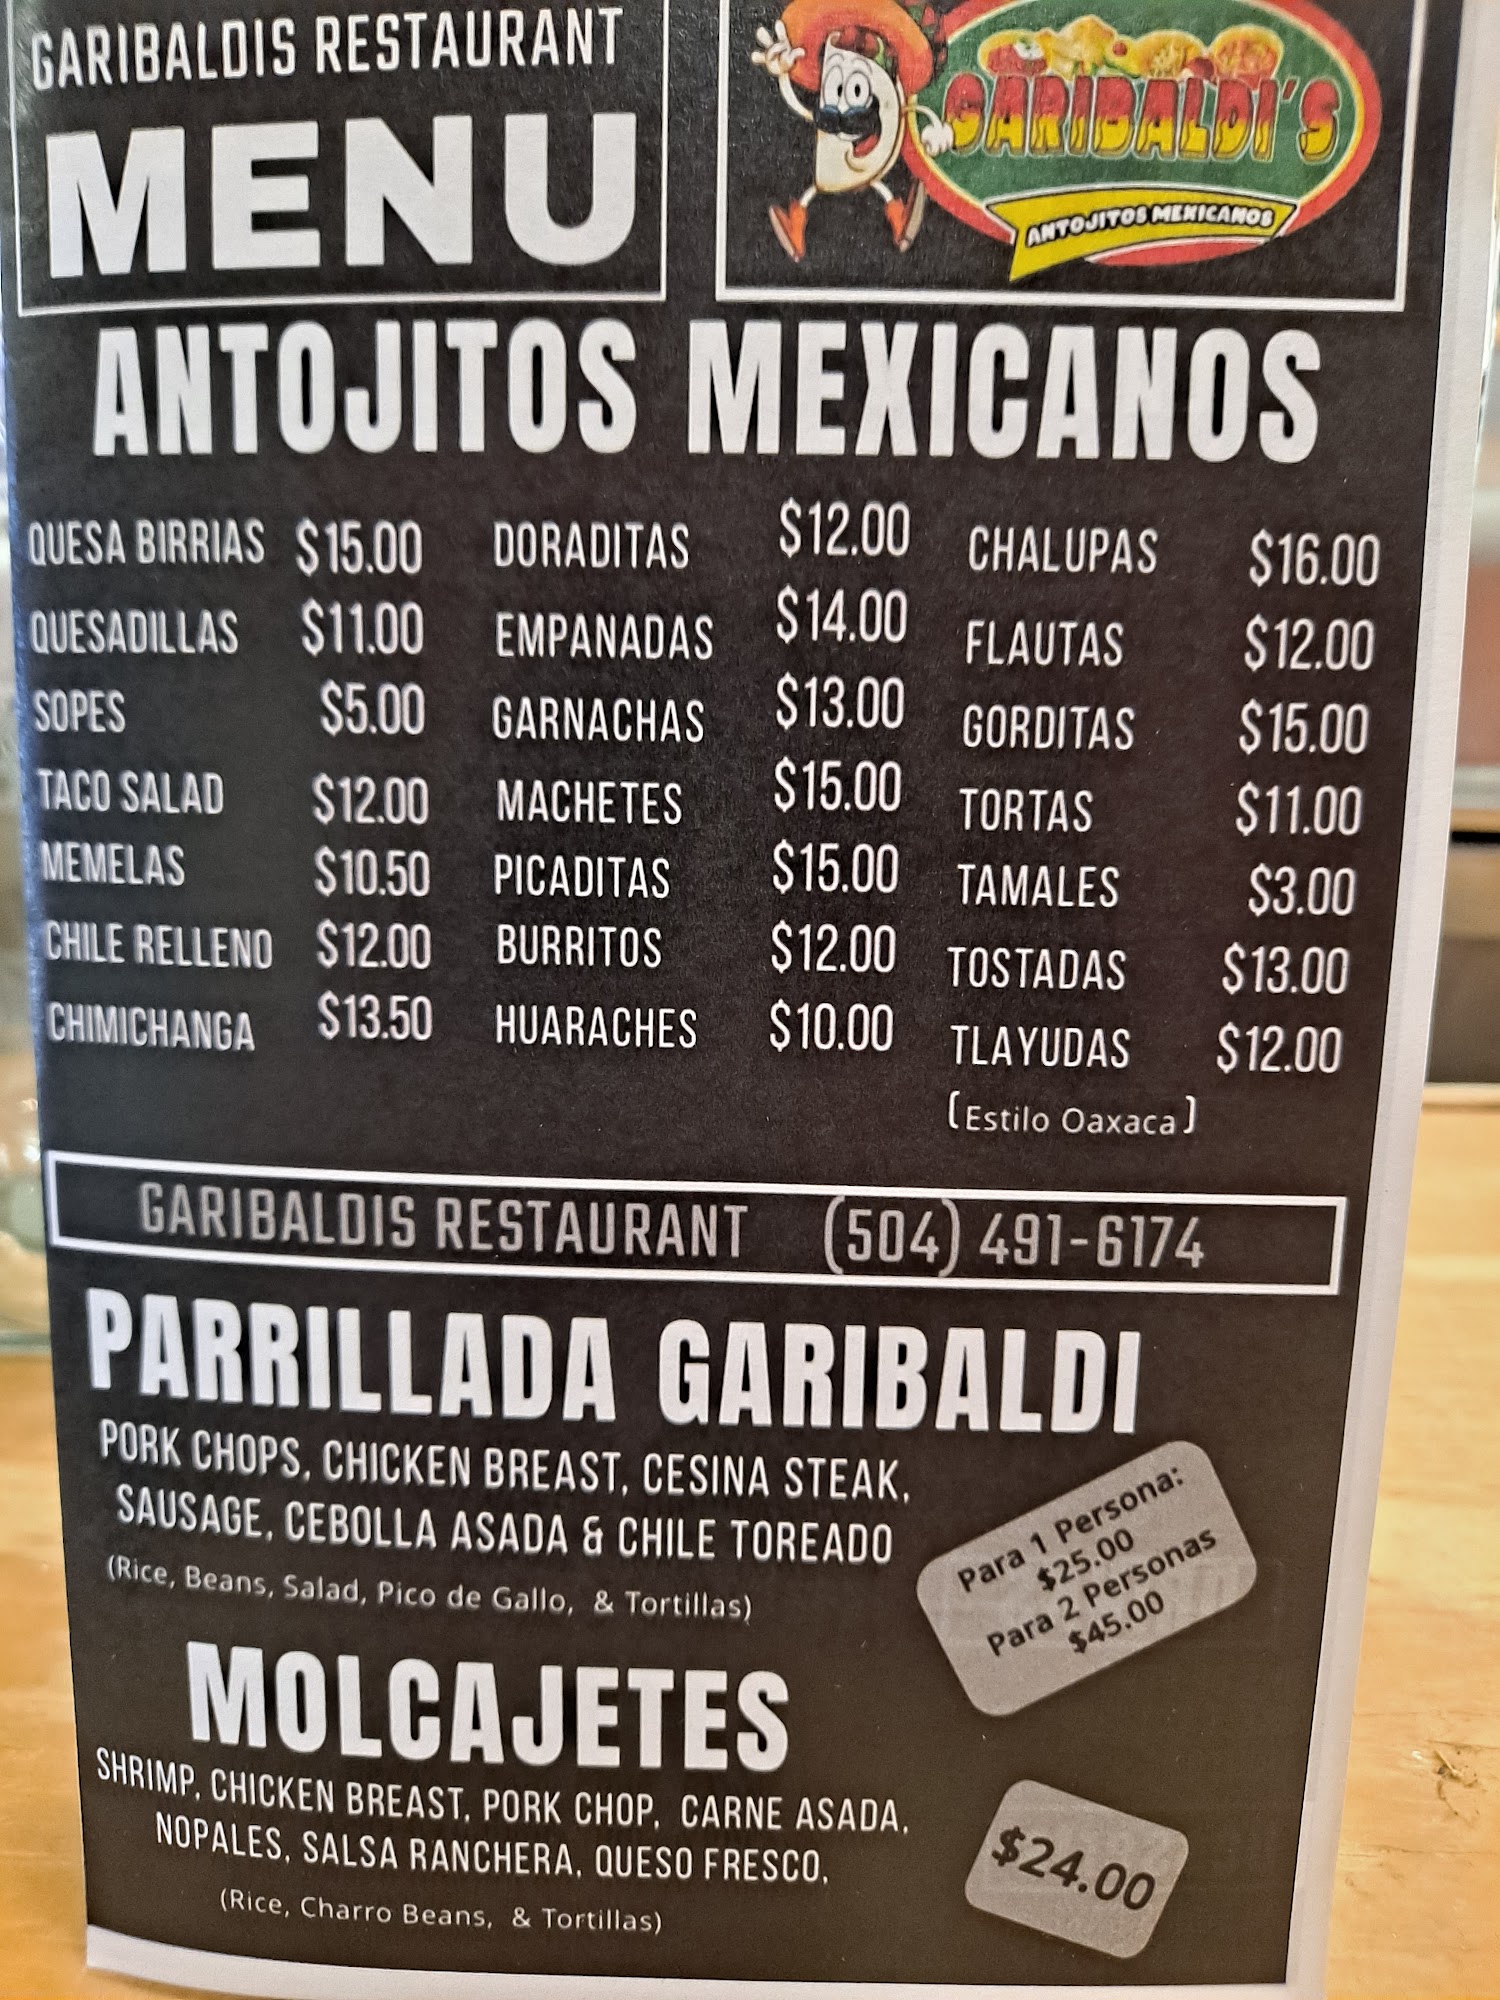 GARIBALDIS RESTAURANT
MENU
GARIBALDI'S
ANTOJITOS MEXICANOS
ANTOJITOS MEXICANOS
QUESA BIRRIAS $15.00
QUESADILLAS $11.00
SOPES $5.00
TACO SALAD $12.00
MEMELAS $10.50
CHILE RELLENO $12.00
CHIMICHANGA $13.50
DORADITAS $12.00
EMPANADAS $14.00
GARNACHAS $13.00
MACHETES $15.00
PICADITAS $15.00
BURRITOS $12.00
HUARACHES $10.00
CHALUPAS $16.00
FLAUTAS $12.00
GORDITAS $15.00
TORTAS $11.00
TAMALES $3.00
TOSTADAS $13.00
TLAYUDAS $12.00
(Estilo Oaxaca)
GARIBALDIS RESTAURANT (504) 491-6174
PARRILLADA GARIBALDI
PORK CHOPS, CHICKEN BREAST, CESINA STEAK,
SAUSAGE, CEBOLLA ASADA & CHILE TOREADO
(Rice, Beans, Salad, Pico de Gallo, & Tortillas)
Para 1 Persona:
$25.00
Para 2 Personas
$45.00
MOLCAJETES
SHRIMP, CHICKEN BREAST, PORK CHOP, CARNE ASADA,
NOPALES, SALSA RANCHERA, QUESO FRESCO,
(Rice, Charro Beans, & Tortillas)
$24.00